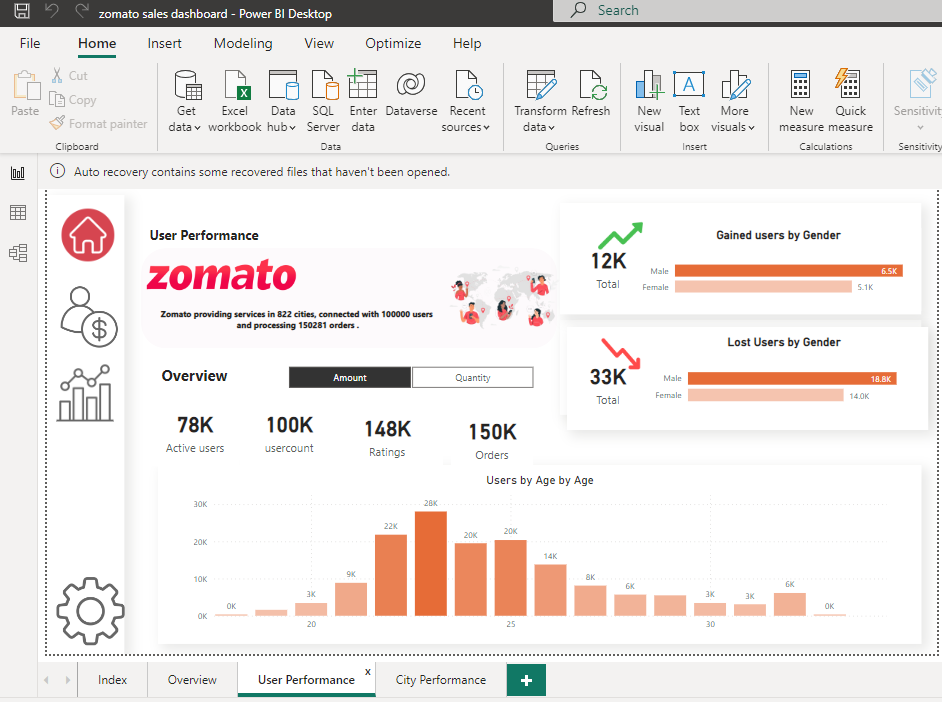 zomato sales dashboard - Power BI Desktop
Search
File Home Insert Modeling View Optimize Help
Paste
Cut
Copy
Format painter
Get data
Excel workbook
Data hub
SQL Server
Enter data
Dataverse
Recent sources
Transform data
Refresh
New visual
Text box
More visuals
New measure
Quick measure
Sensitivity
Clipboard Data Queries Insert Calculations Sensitivity
Auto recovery contains some recovered files that haven't been opened.
User Performance
zomato
Zomato providing services in 822 cities, connected with 100000 users
and processing 150281 orders .
12K
Total
Gained users by Gender
Male 6.5K
Female 5.1K
33K
Total
Lost Users by Gender
Male 18.8K
Female 14.0K
Overview
Amount Quantity
78K
Active users
100K
usercount
148K
Ratings
150K
Orders
Users by Age by Age
30K
20K
10K
0K
0K 3K 9K 22K 28K 20K 20K 14K 8K 6K 3K 3K 6K 0K
20 25 30
Index Overview User Performance x City Performance +